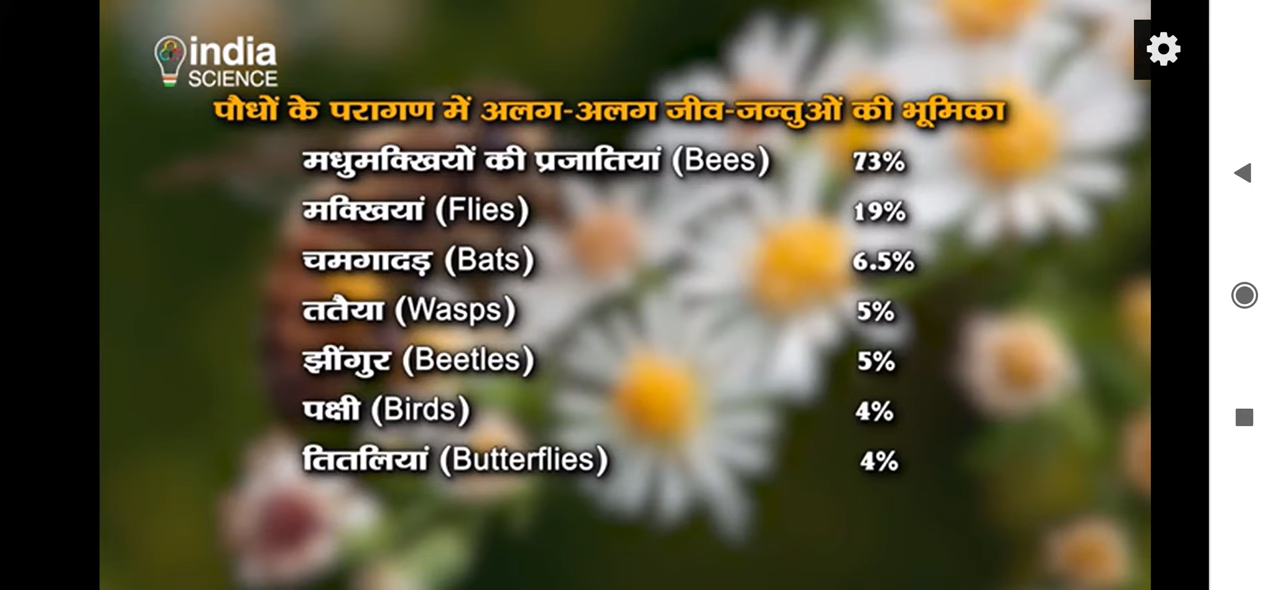 india
SCIENCE
पौधों के परागण में अलग-अलग जीव-जन्तुओं की भूमिका
मधुमक्खियों की प्रजातियां (Bees) 73%
मक्खियां (Flies) 19%
चमगादड़ (Bats) 6.5%
ततैया (Wasps) 5%
झींगुर (Beetles) 5%
पक्षी (Birds) 4%
तितलियां (Butterflies) 4%